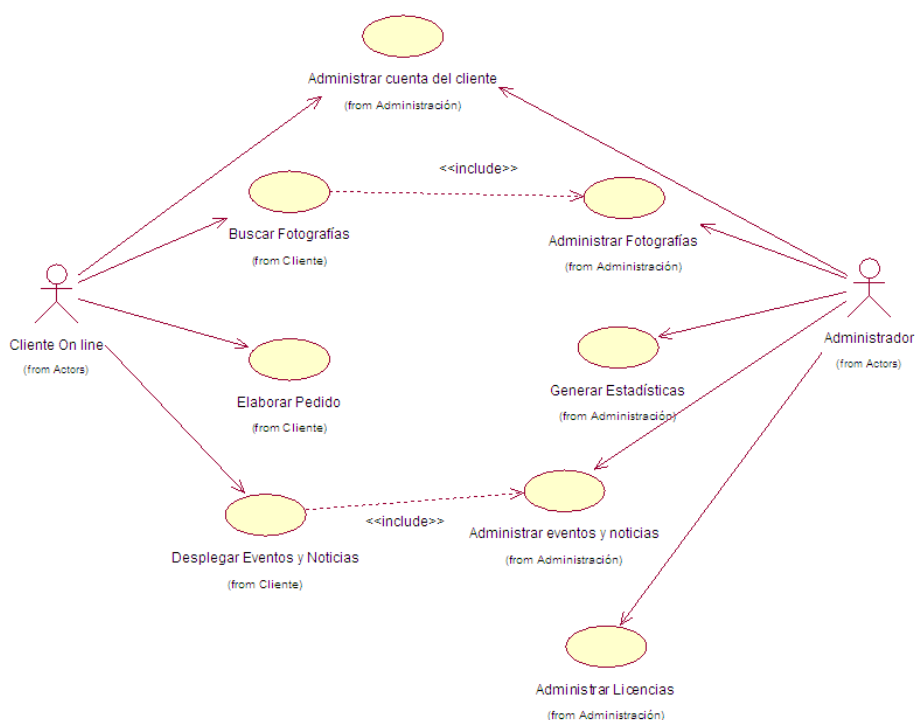 Administrar cuenta del cliente
(from Administración)
<<include>>
Buscar Fotografías
(from Cliente)
Administrar Fotografías
(from Administración)
Cliente On line
(from Actors)
Administrador
(from Actors)
Elaborar Pedido
(from Cliente)
Generar Estadísticas
(from Administración)
<<include>>
Desplegar Eventos y Noticias
(from Cliente)
Administrar eventos y noticias
(from Administración)
Administrar Licencias
(from Administración)